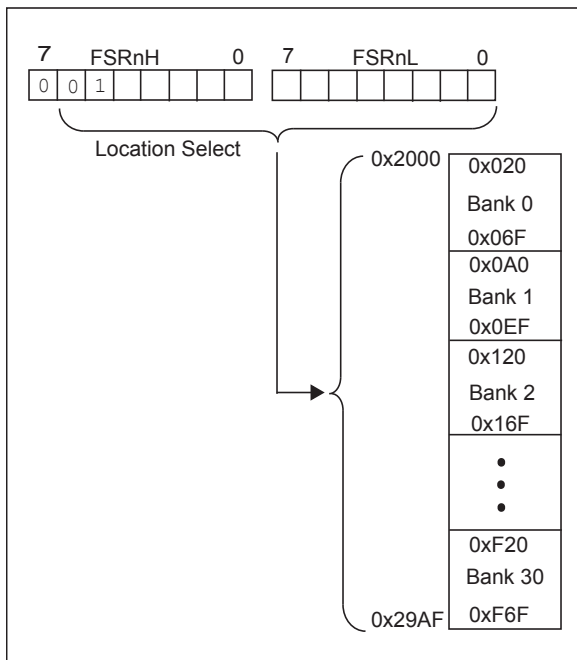 7 FSRnH 0 7 FSRnL 0
0 0 1
Location Select
0x2000 0x020
Bank 0
0x06F
0x0A0
Bank 1
0x0EF
0x120
Bank 2
0x16F
0xF20
Bank 30
0x29AF 0xF6F